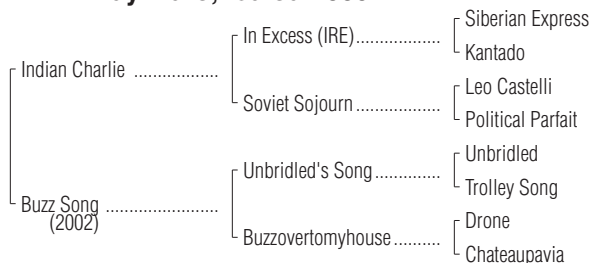 Siberian Express
In Excess (IRE)..................
Kantado
Indian Charlie ..................
Leo Castelli
Soviet Sojourn..................
Political Parfait
Unbridled
Unbridled's Song................
Trolley Song
Buzz Song ........................
(2002)
Drone
Buzzovertomyhouse..........
Chateaupavia